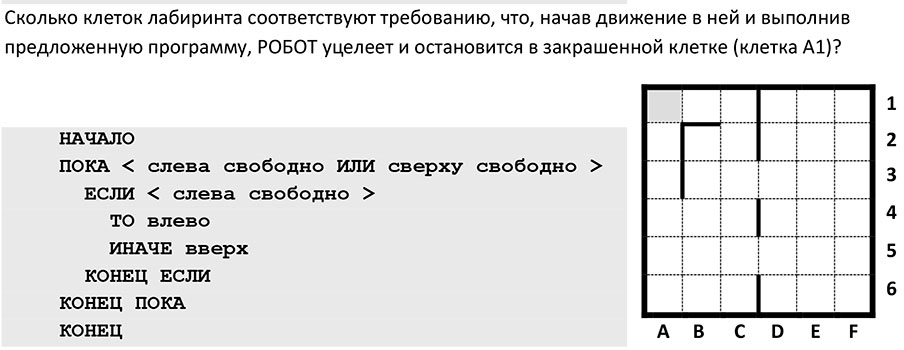 Сколько клеток лабиринта соответствуют требованию, что, начав движение в ней и выполнив
предложенную программу, РОБОТ уцелеет и остановится в закрашенной клетке (клетка А1)?
НАЧАЛО
ПОКА < слева свободно ИЛИ сверху свободно >
ЕСЛИ < слева свободно >
ТО влево
ИНАЧЕ вверх
КОНЕЦ ЕСЛИ
КОНЕЦ ПОКА
КОНЕЦ
1
2
3
4
5
6
A B C D E F